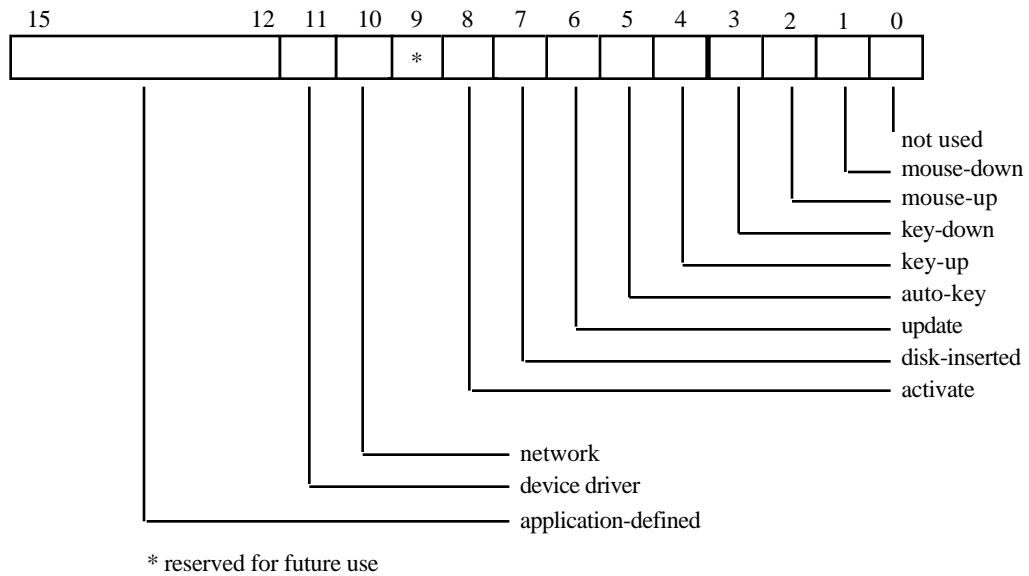 15 12 11 10 9 8 7 6 5 4 3 2 1 0
*
not used
mouse-down
mouse-up
key-down
key-up
auto-key
update
disk-inserted
activate
network
device driver
application-defined
* reserved for future use